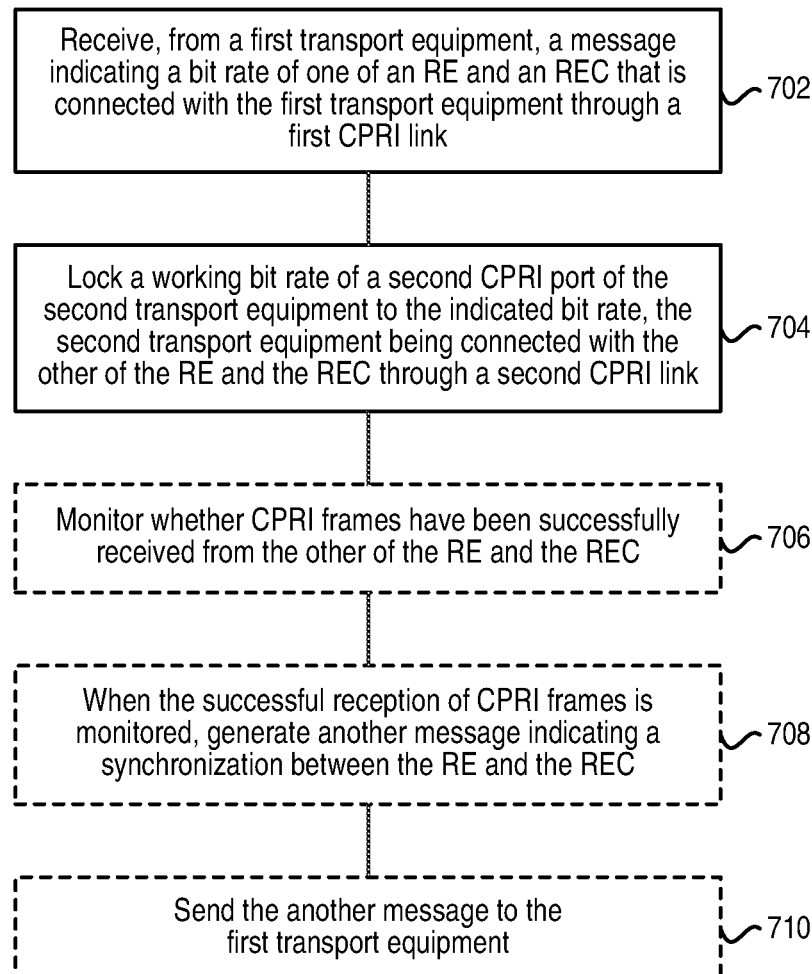 Receive, from a first transport equipment, a message
indicating a bit rate of one of an RE and an REC that is
connected with the first transport equipment through a
first CPRI link
702
Lock a working bit rate of a second CPRI port of the
second transport equipment to the indicated bit rate, the
second transport equipment being connected with the
other of the RE and the REC through a second CPRI link
704
Monitor whether CPRI frames have been successfully
received from the other of the RE and the REC
706
When the successful reception of CPRI frames is
monitored, generate another message indicating a
synchronization between the RE and the REC
708
Send the another message to the
first transport equipment
710